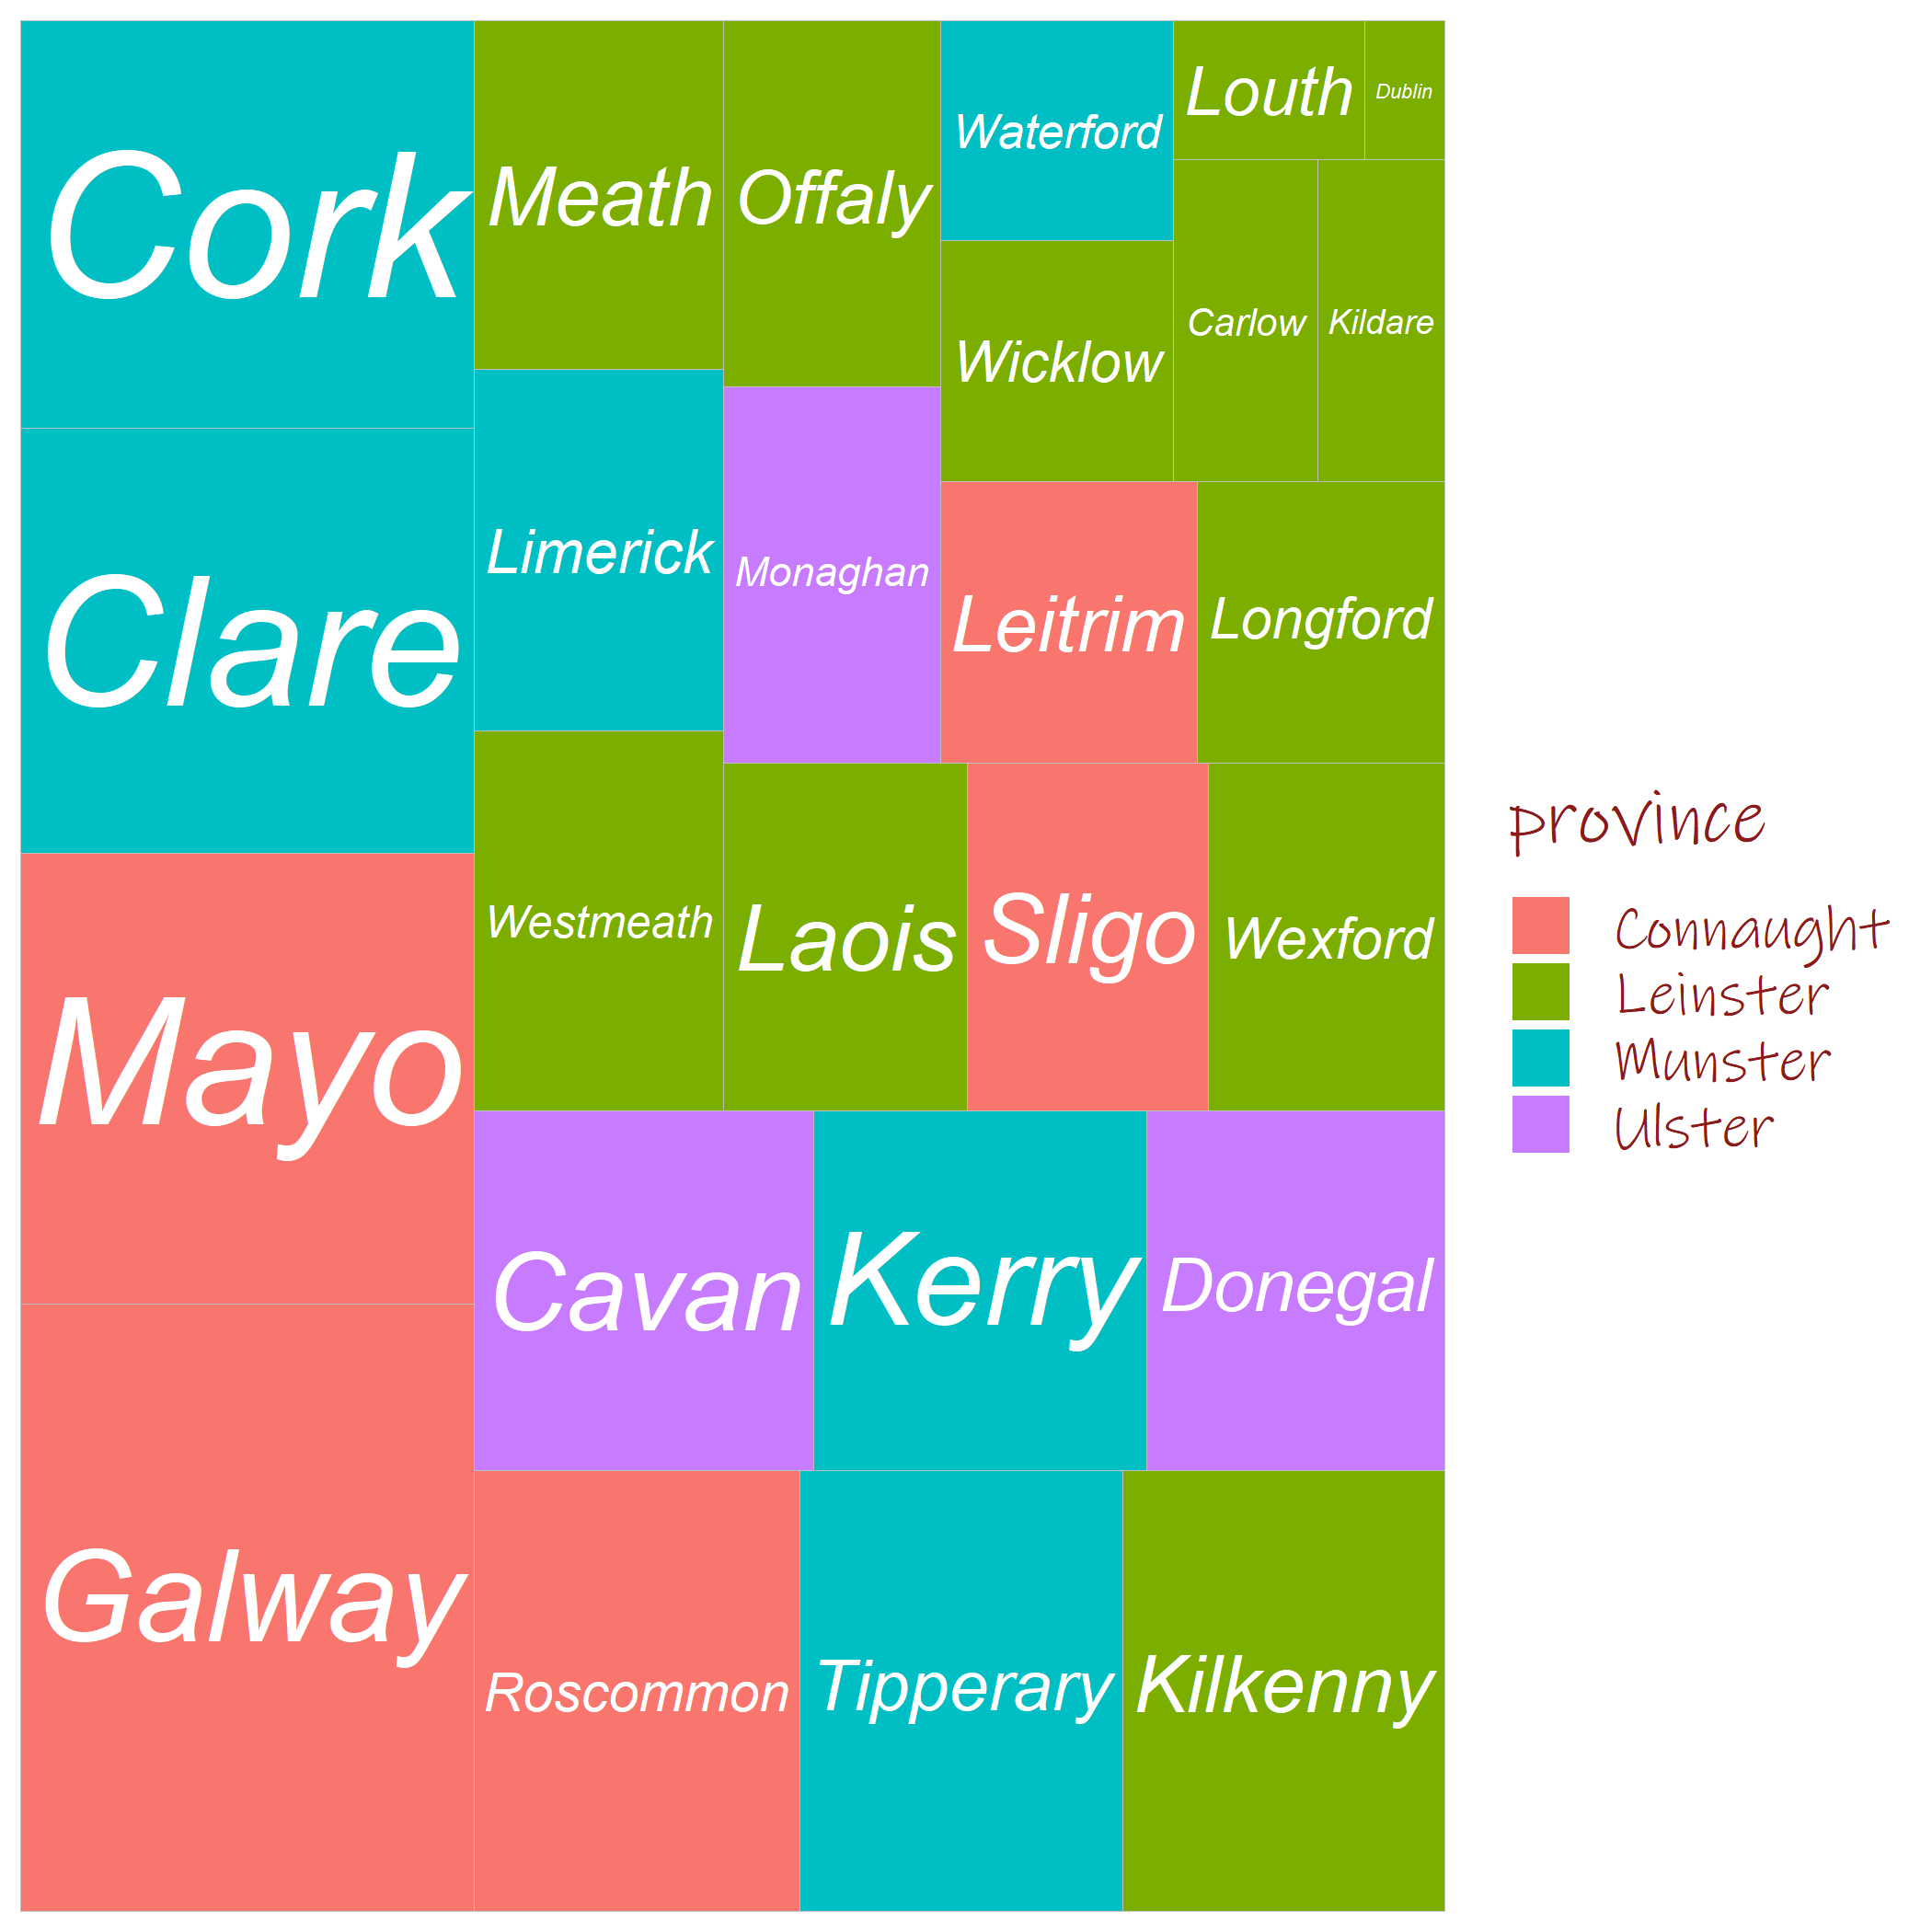 Cork
Clare
Mayo
Galway
Meath
Limerick
Westmeath
Offaly
Monaghan
Waterford
Wicklow
Louth
Dublin
Carlow
Kildare
Leitrim
Longford
Laois
Sligo
Wexford
Cavan
Kerry
Donegal
Roscommon
Tipperary
Kilkenny
province
Connaught
Leinster
Munster
Ulster